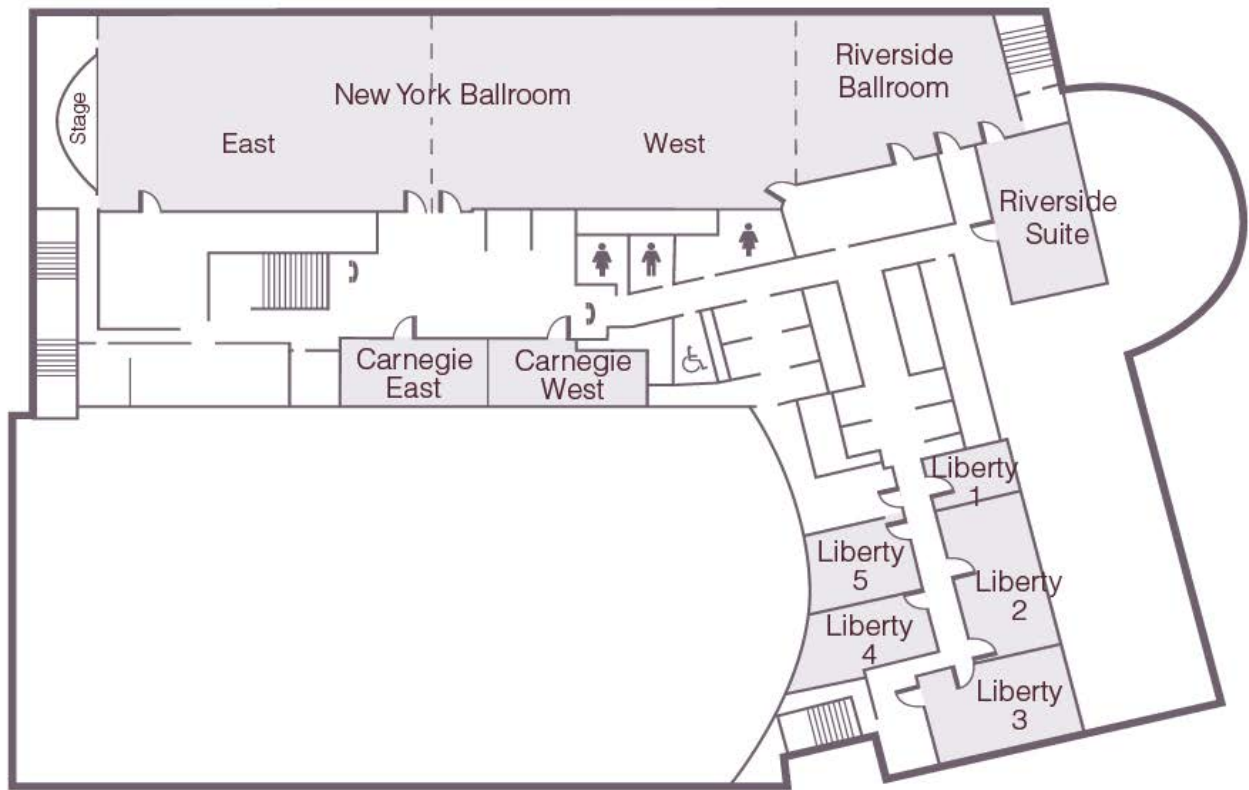 Riverside
Ballroom
New York Ballroom
Stage
East
West
Riverside
Suite
Carnegie
East
Carnegie
West
Liberty
1
Liberty
5
Liberty
2
Liberty
4
Liberty
3